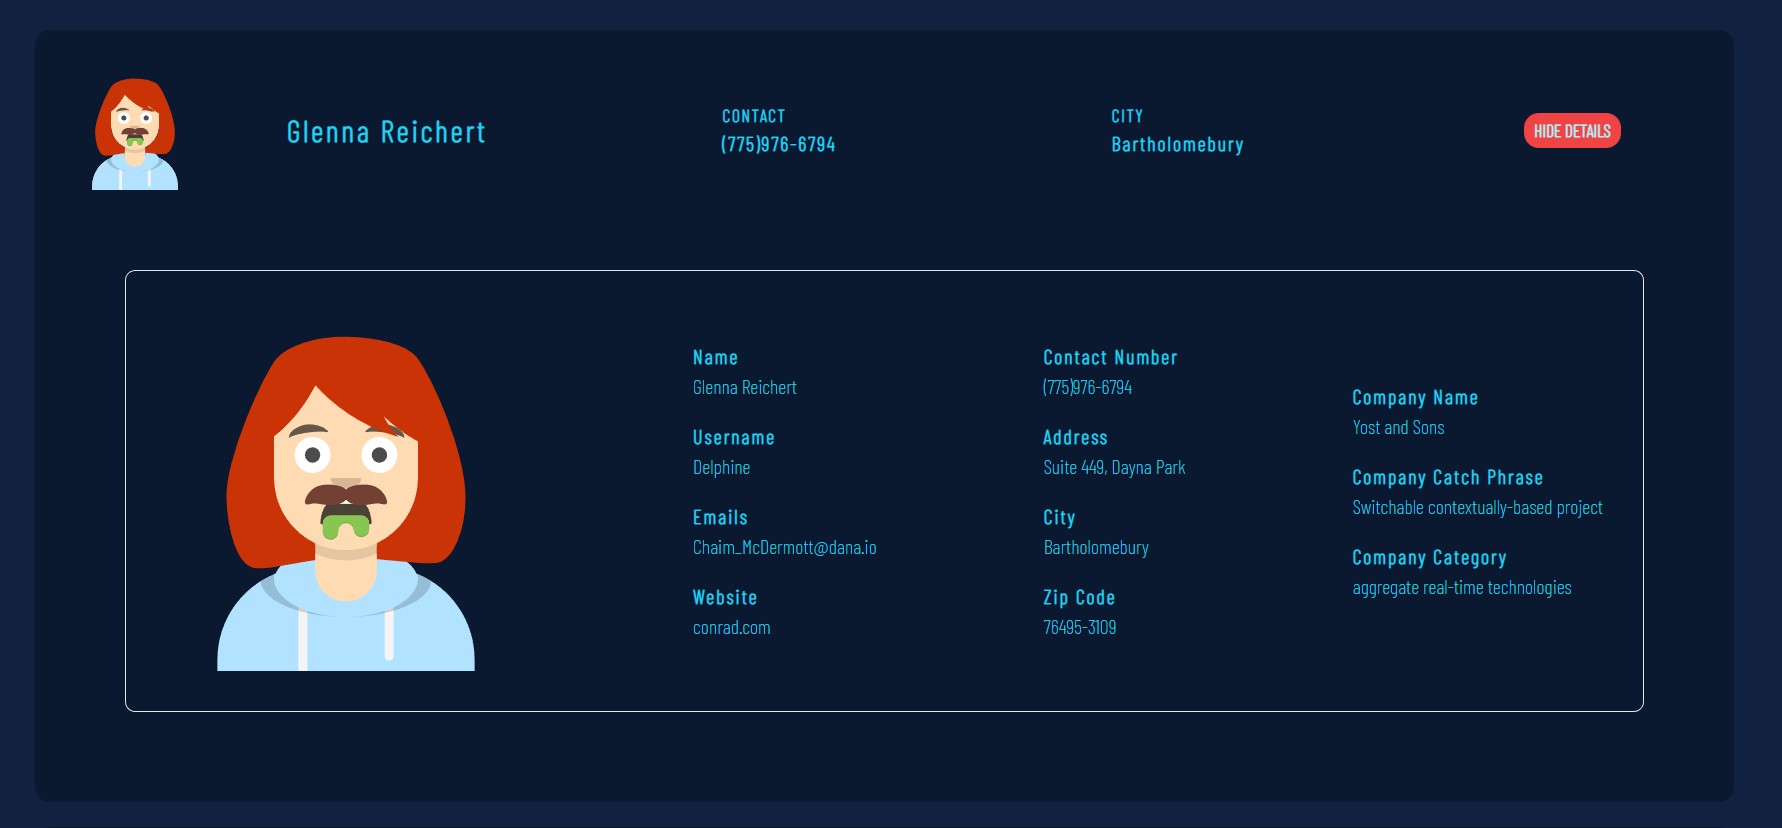 Glenna Reichert
CONTACT
(775)976-6794
CITY
Bartholomebury
HIDE DETAILS
Name
Glenna Reichert
Username
Delphine
Emails
Chaim_McDermott@dana.io
Website
conrad.com
Contact Number
(775)976-6794
Address
Suite 449, Dayna Park
City
Bartholomebury
Zip Code
76495-3109
Company Name
Yost and Sons
Company Catch Phrase
Switchable contextually-based project
Company Category
aggregate real-time technologies